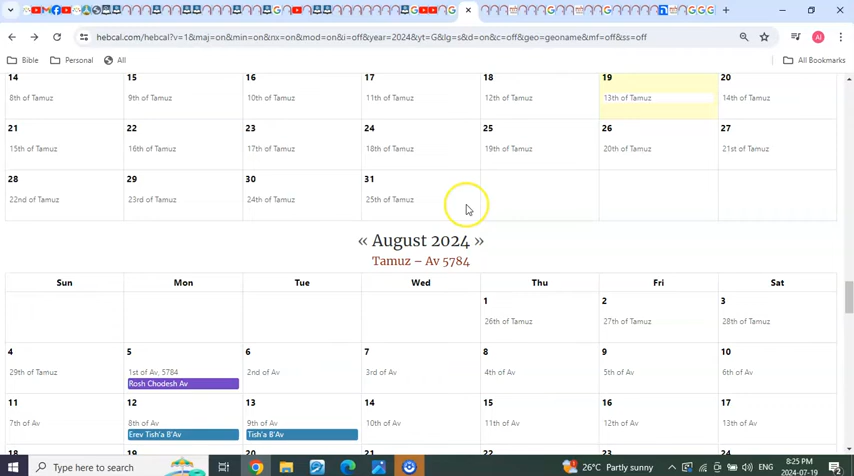 hebcal.com/hebcal?v=1&maj=on&min=on&nx=on&mod=on&i=off&year=2024&yt=G&lg=s&d=on&c=off&geo=geoname&mf=off&ss=off
AI
Bible Personal All All Bookmarks
14 15 16 17 18 19 20
8th of Tamuz 9th of Tamuz 10th of Tamuz 11th of Tamuz 12th of Tamuz 13th of Tamuz 14th of Tamuz
21 22 23 24 25 26 27
15th of Tamuz 16th of Tamuz 17th of Tamuz 18th of Tamuz 19th of Tamuz 20th of Tamuz 21st of Tamuz
28 29 30 31
22nd of Tamuz 23rd of Tamuz 24th of Tamuz 25th of Tamuz
« August 2024 »
Tamuz – Av 5784
Sun Mon Tue Wed Thu Fri Sat
1 2 3
26th of Tamuz 27th of Tamuz 28th of Tamuz
4 5 6 7 8 9 10
29th of Tamuz 1st of Av, 5784 2nd of Av 3rd of Av 4th of Av 5th of Av 6th of Av
Rosh Chodesh Av
11 12 13 14 15 16 17
7th of Av 8th of Av 9th of Av 10th of Av 11th of Av 12th of Av 13th of Av
Erev Tish'a B'Av Tish'a B'Av
18 19 20 21 22 23 24
Type here to search 26°C Partly sunny ENG 8:25 PM
2024-07-19 2